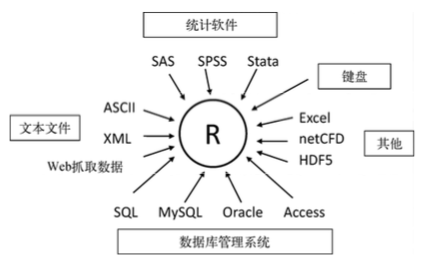 统计软件
SAS SPSS Stata
键盘
ASCII
Excel
文本文件
XML
R
netCFD
其他
HDF5
Web抓取数据
SQL MySQL Oracle Access
数据库管理系统